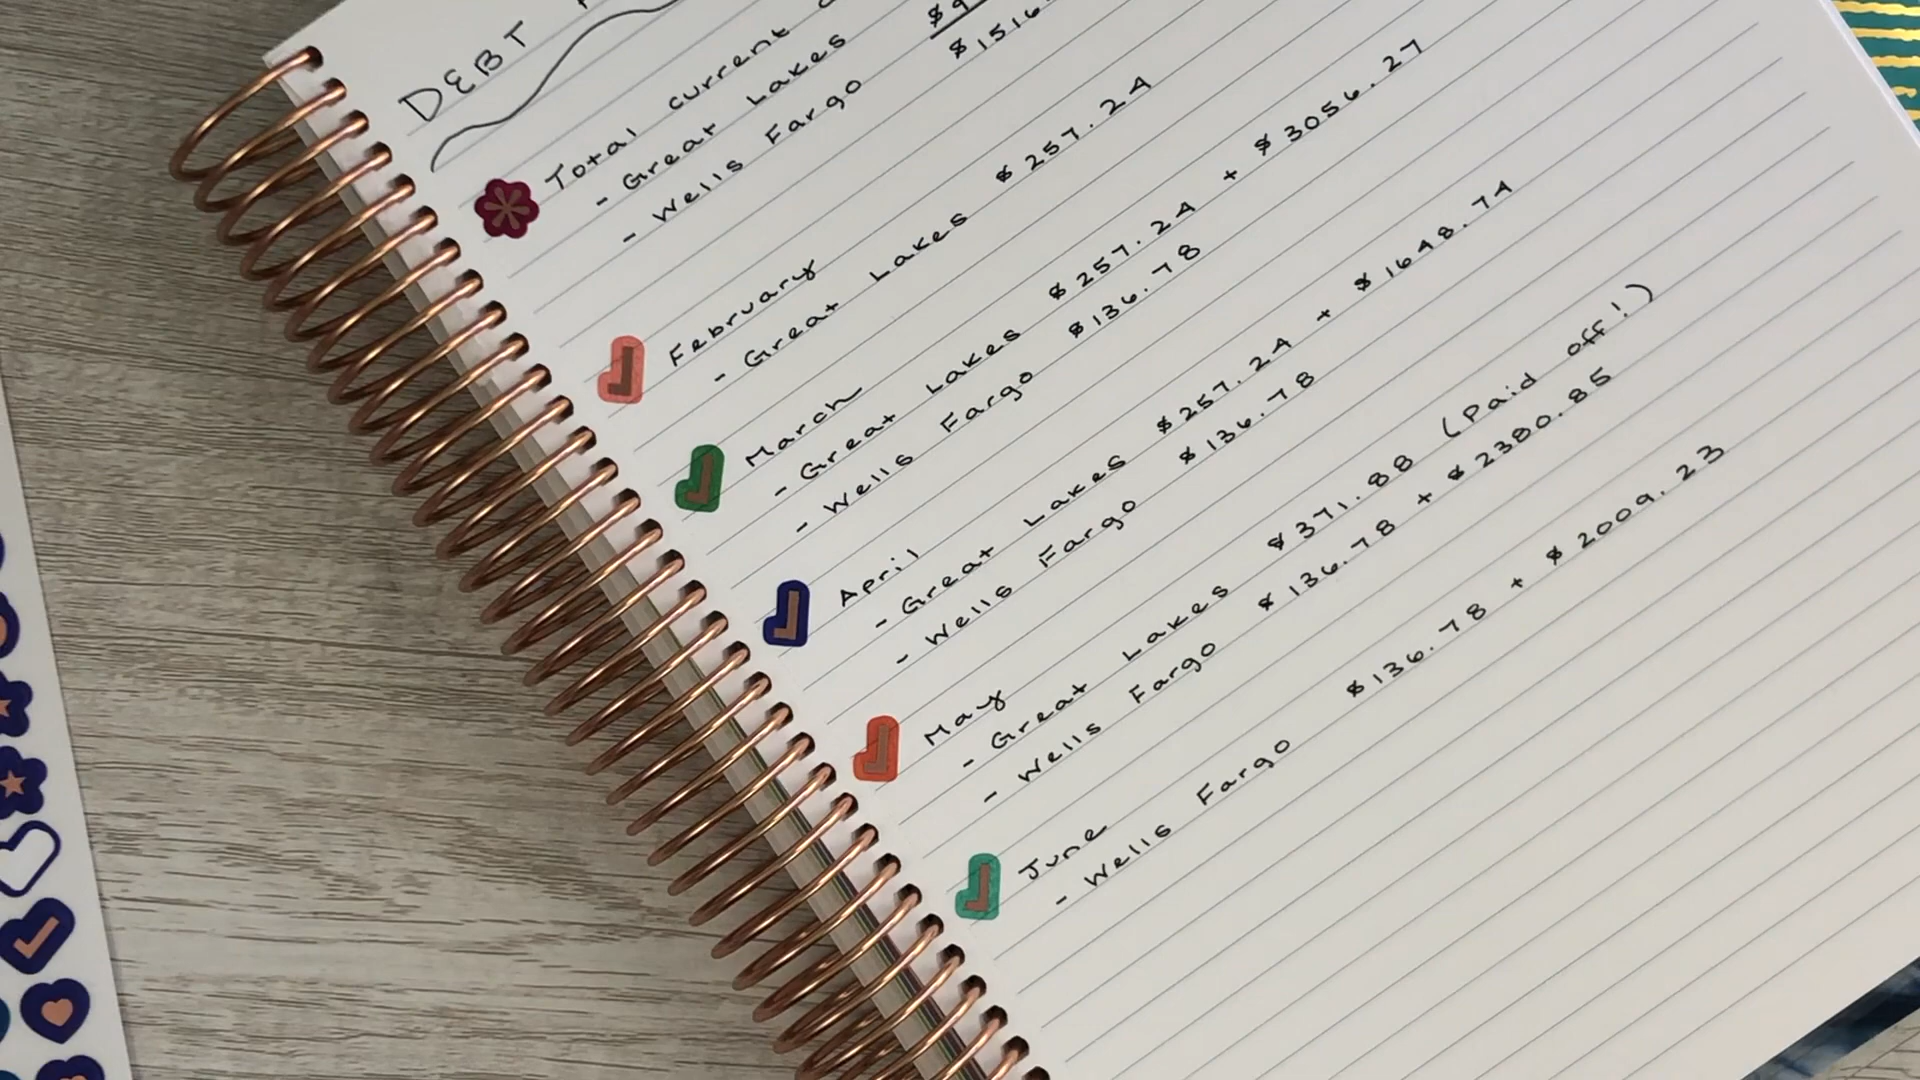 DEBT
Total current
- Great Lakes
- Wells Fargo $1516.
February
- Great Lakes $257.24
March
- Great Lakes $257.24 + $3056.27
- Wells Fargo $136.78
April
- Great Lakes $257.24 + $1648.74
- Wells Fargo $136.78
May
- Great Lakes $371.88 (Paid off!)
- Wells Fargo $136.78 + $2380.85
June
- Wells Fargo $136.78 + $2009.23